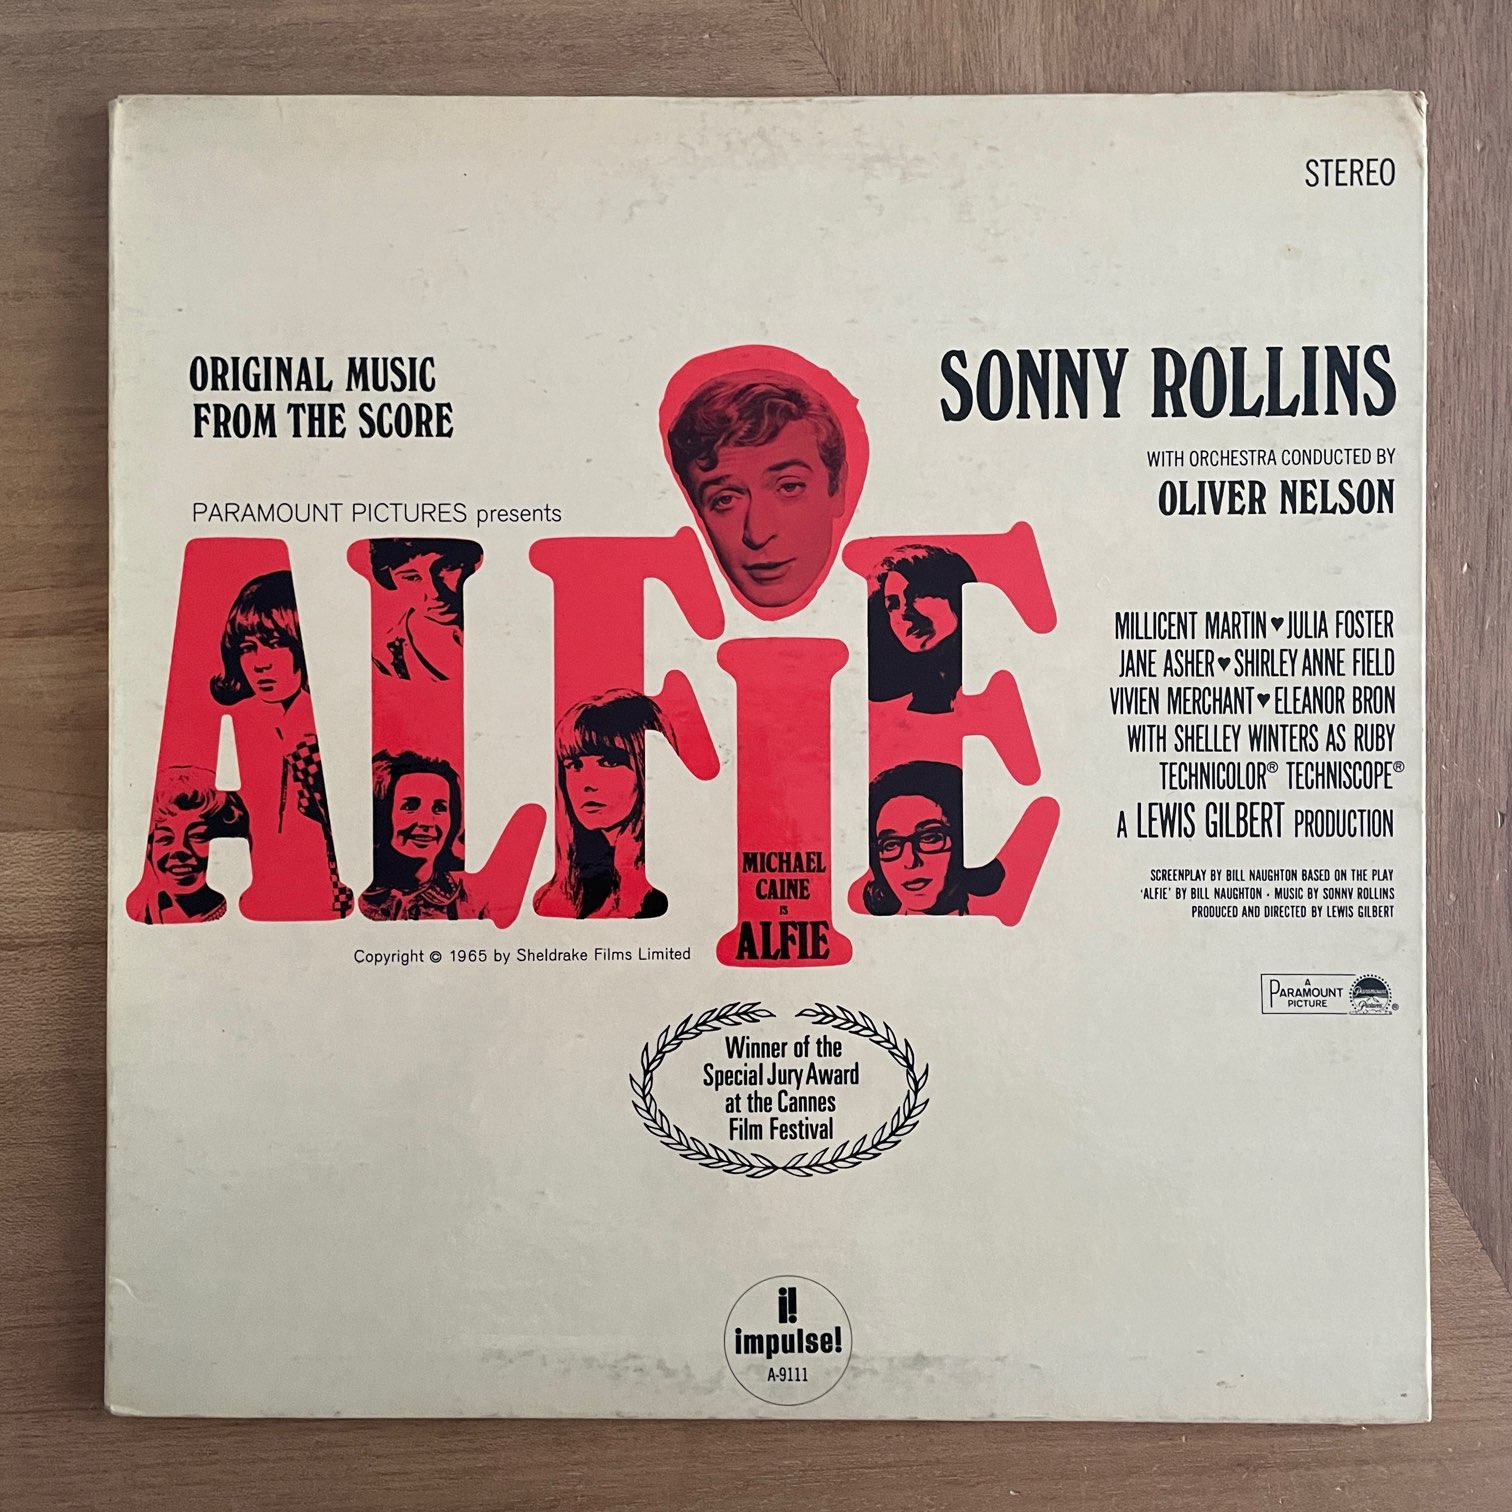 STEREO
ORIGINAL MUSIC
FROM THE SCORE
SONNY ROLLINS
WITH ORCHESTRA CONDUCTED BY
OLIVER NELSON
PARAMOUNT PICTURES presents
ALFiE
MICHAEL
CAINE
IS
ALFIE
Copyright © 1965 by Sheldrake Films Limited
MILLICENT MARTIN♥JULIA FOSTER
JANE ASHER♥SHIRLEY ANNE FIELD
VIVIEN MERCHANT♥ELEANOR BRON
WITH SHELLEY WINTERS AS RUBY
TECHNICOLOR® TECHNISCOPE®
A LEWIS GILBERT PRODUCTION
SCREENPLAY BY BILL NAUGHTON BASED ON THE PLAY
'ALFIE' BY BILL NAUGHTON · MUSIC BY SONNY ROLLINS
PRODUCED AND DIRECTED BY LEWIS GILBERT
A
PARAMOUNT
PICTURE
Paramount
Pictures
®
Winner of the
Special Jury Award
at the Cannes
Film Festival
i!
impulse!
A-9111